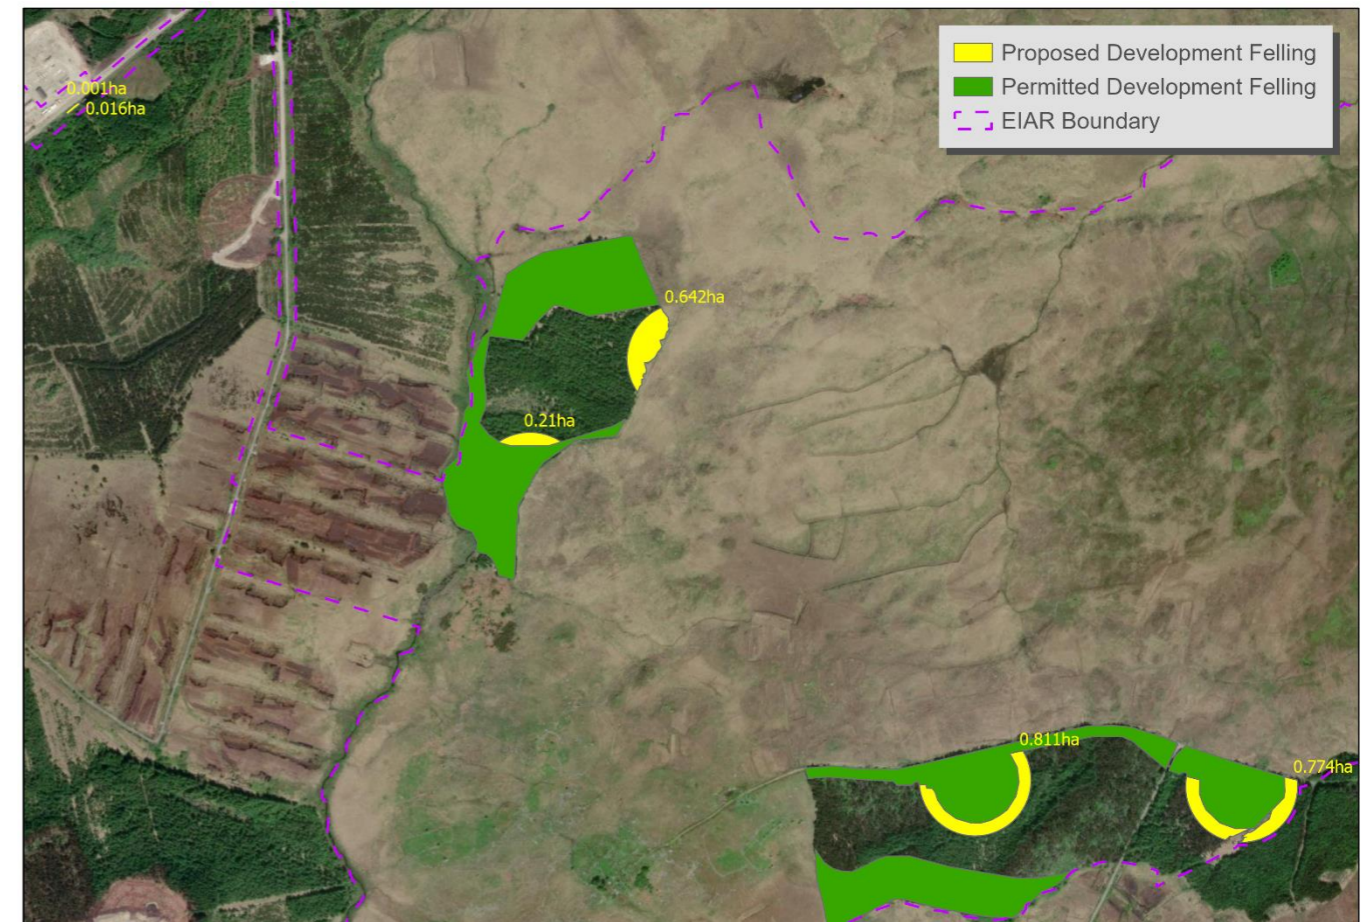 Proposed Development Felling
Permitted Development Felling
EIAR Boundary
0.001ha
0.016ha
0.642ha
0.21ha
0.811ha
0.774ha